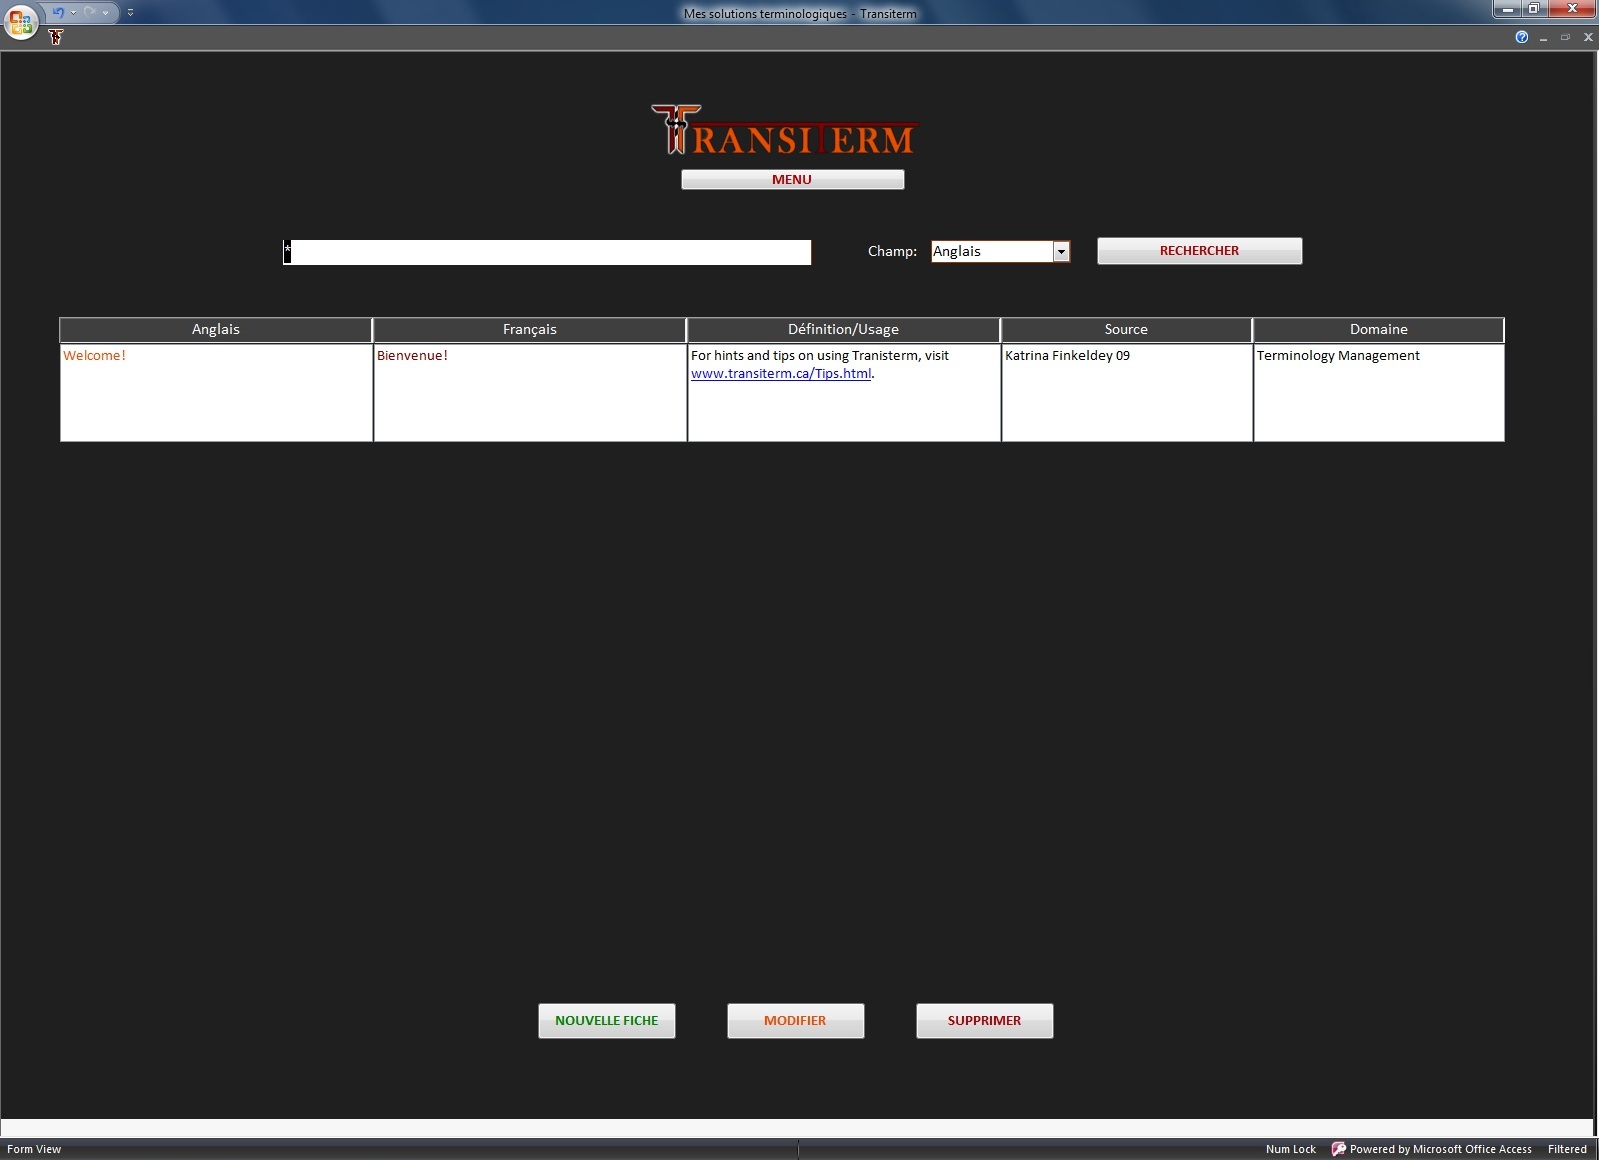 Mes solutions terminologiques - Transiterm
TRANSITERM
MENU
*
Champ: Anglais RECHERCHER
Anglais Français Définition/Usage Source Domaine
Welcome! Bienvenue! For hints and tips on using Tranisterm, visit Katrina Finkeldey 09 Terminology Management
www.transiterm.ca/Tips.html.
NOUVELLE FICHE MODIFIER SUPPRIMER
Form View Num Lock Powered by Microsoft Office Access Filtered